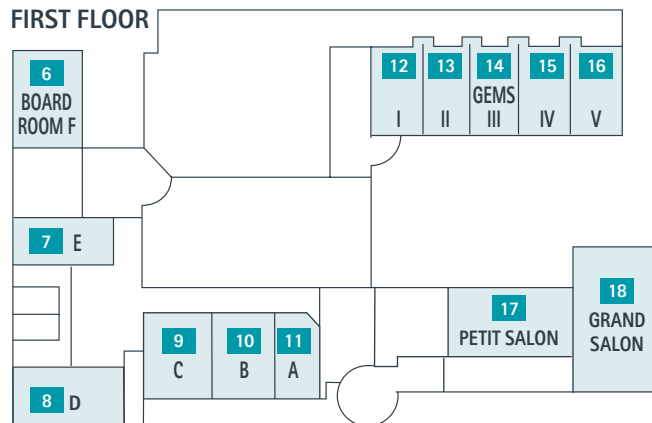 FIRST FLOOR
6
BOARD
ROOM F
12
13
14
15
16
GEMS
I
II
III
IV
V
7 E
8 D
9
10
11
C
B
A
17
PETIT SALON
18
GRAND
SALON